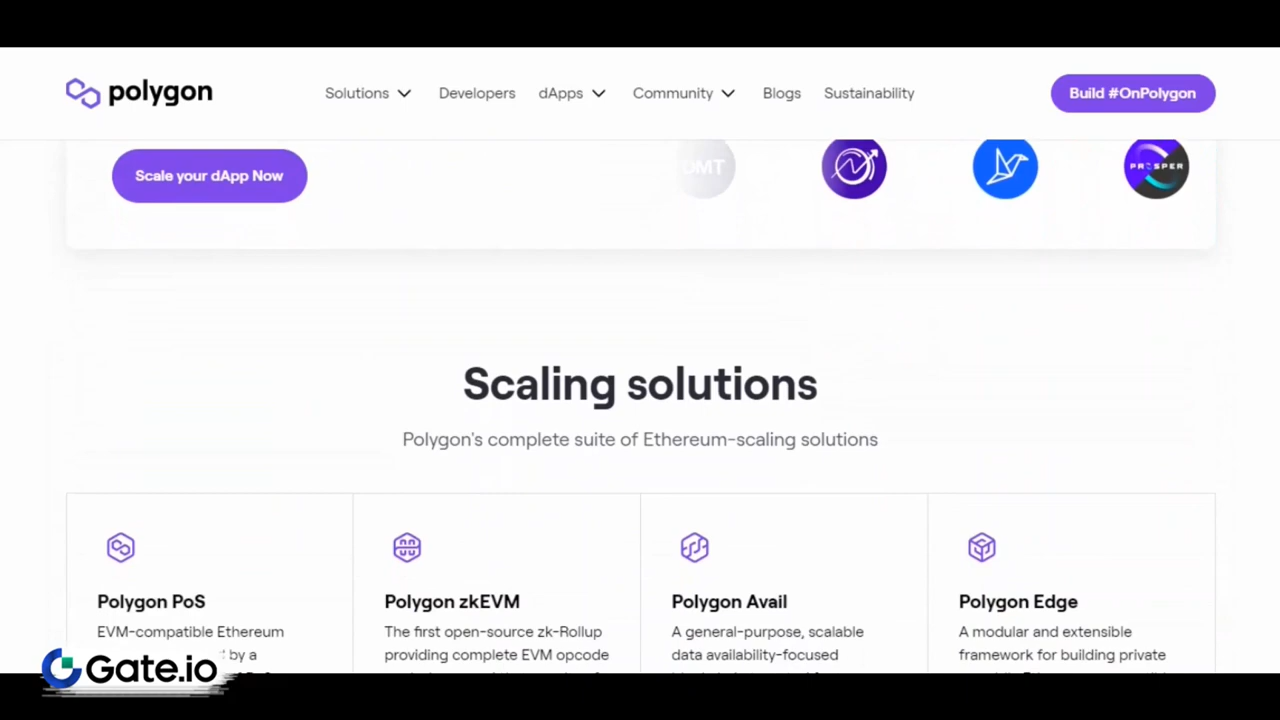 polygon
Solutions
Developers
dApps
Community
Blogs
Sustainability
Build #OnPolygon
Scale your dApp Now
DMT
PROSPER
Scaling solutions
Polygon's complete suite of Ethereum-scaling solutions
Polygon PoS
EVM-compatible Ethereum
t by a
Polygon zkEVM
The first open-source zk-Rollup
providing complete EVM opcode
Polygon Avail
A general-purpose, scalable
data availability-focused
Polygon Edge
A modular and extensible
framework for building private
Gate.io